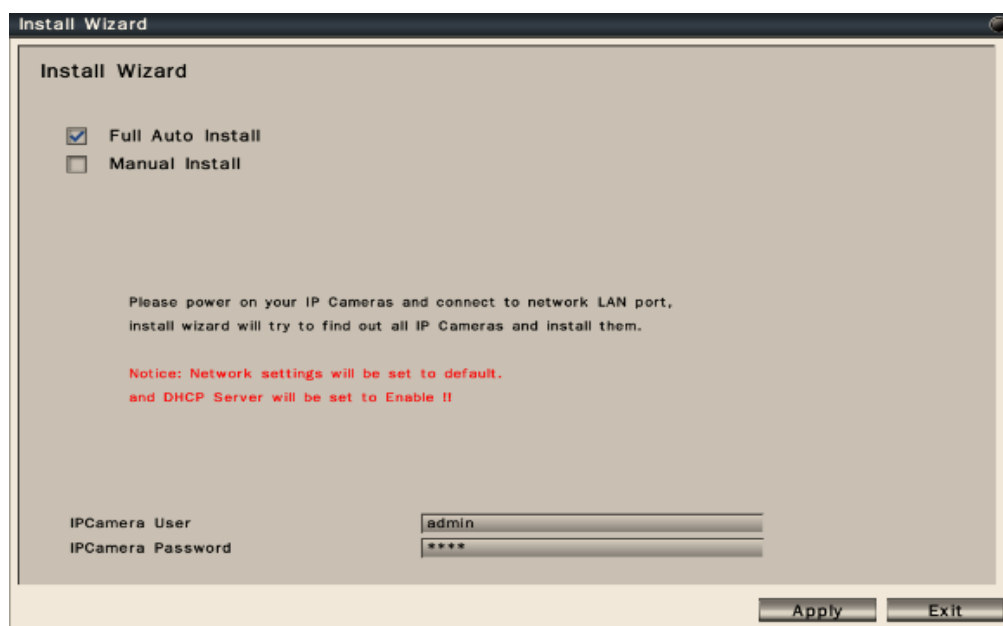 Install Wizard
Install Wizard
Full Auto Install
Manual Install
Please power on your IP Cameras and connect to network LAN port,
install wizard will try to find out all IP Cameras and install them.
Notice: Network settings will be set to default.
and DHCP Server will be set to Enable !!
IPCamera User admin
IPCamera Password ****
Apply Exit